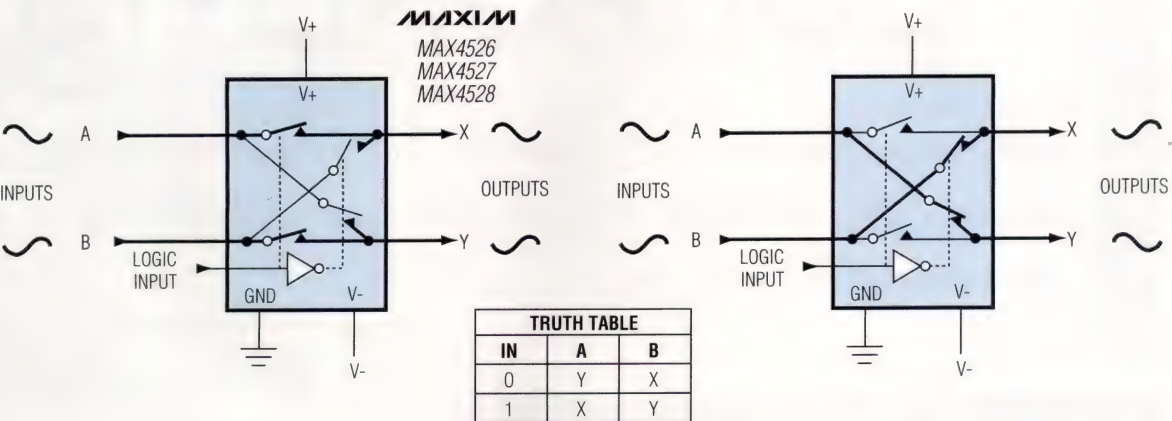 MAXIM
MAX4526
MAX4527
MAX4528
V+
V+
A
X
INPUTS
OUTPUTS
B
Y
LOGIC
INPUT
GND
V-
V-
V+
V+
A
X
INPUTS
OUTPUTS
B
Y
LOGIC
INPUT
GND
V-
V-
TRUTH TABLE
IN A B
0 Y X
1 X Y